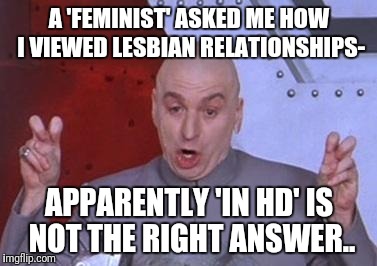 A 'FEMINIST' ASKED ME HOW
I VIEWED LESBIAN RELATIONSHIPS-
APPARENTLY 'IN HD' IS
NOT THE RIGHT ANSWER..
imgflip.com